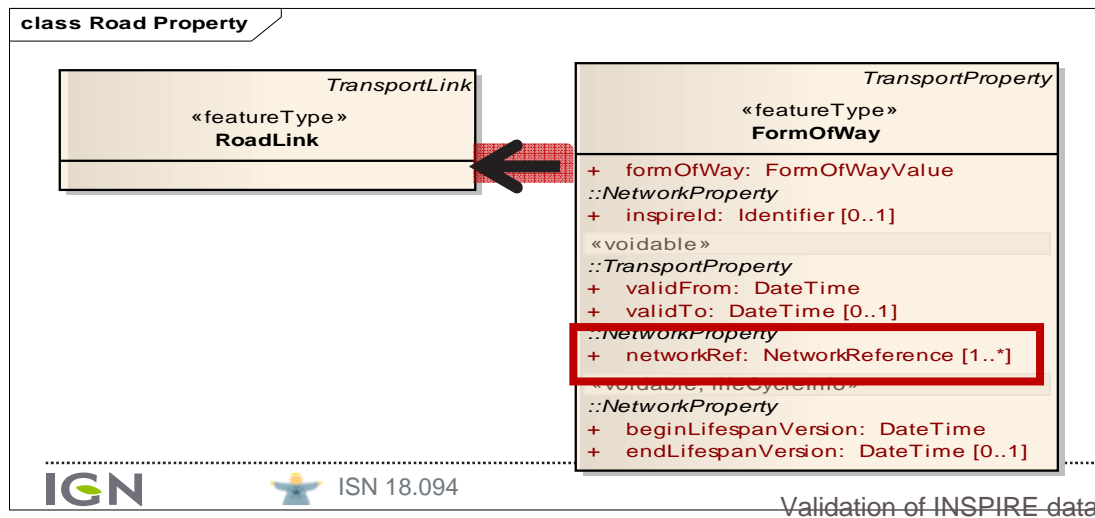 class Road Property
TransportLink
«featureType»
RoadLink
TransportProperty
«featureType»
FormOfWay
+ formOfWay: FormOfWayValue
::NetworkProperty
+ inspireId: Identifier [0..1]
«voidable»
::TransportProperty
+ validFrom: DateTime
+ validTo: DateTime [0..1]
::NetworkProperty
+ networkRef: NetworkReference [1..*]
«voidable, lifeCycleInfo»
::NetworkProperty
+ beginLifespanVersion: DateTime
+ endLifespanVersion: DateTime [0..1]
IGN
ISN 18.094
Validation of INSPIRE data